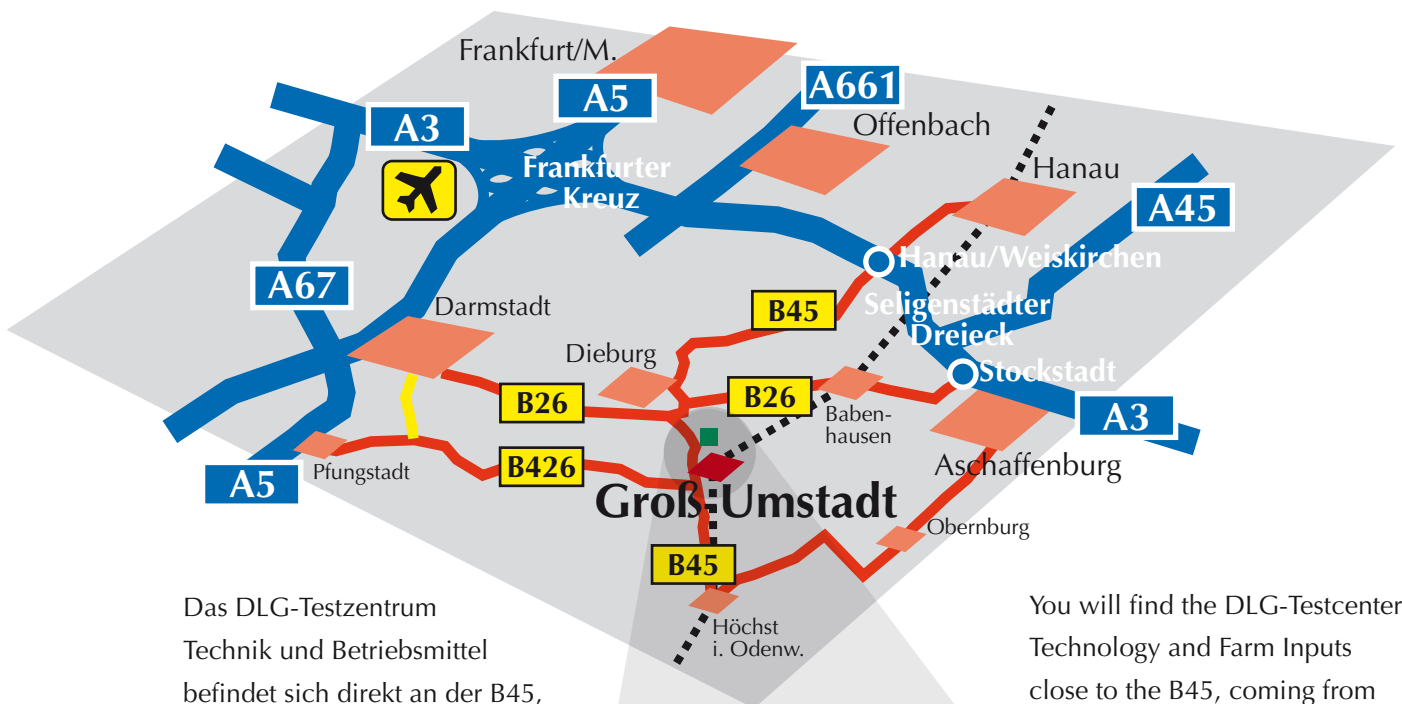 Frankfurt/M.
A5
A661
A3
Offenbach
Frankfurter
Kreuz
Hanau
A45
Hanau/Weiskirchen
A67
Darmstadt
B45
Seligenstädter
Dreieck
Dieburg
Stockstadt
B26
B26
Baben-
hausen
A3
Pfungstadt
B426
Aschaffenburg
A5
Groß-Umstadt
Obernburg
B45
Höchst
i. Odenw.
Das DLG-Testzentrum
Technik und Betriebsmittel
befindet sich direkt an der B45,
You will find the DLG-Testcenter
Technology and Farm Inputs
close to the B45, coming from